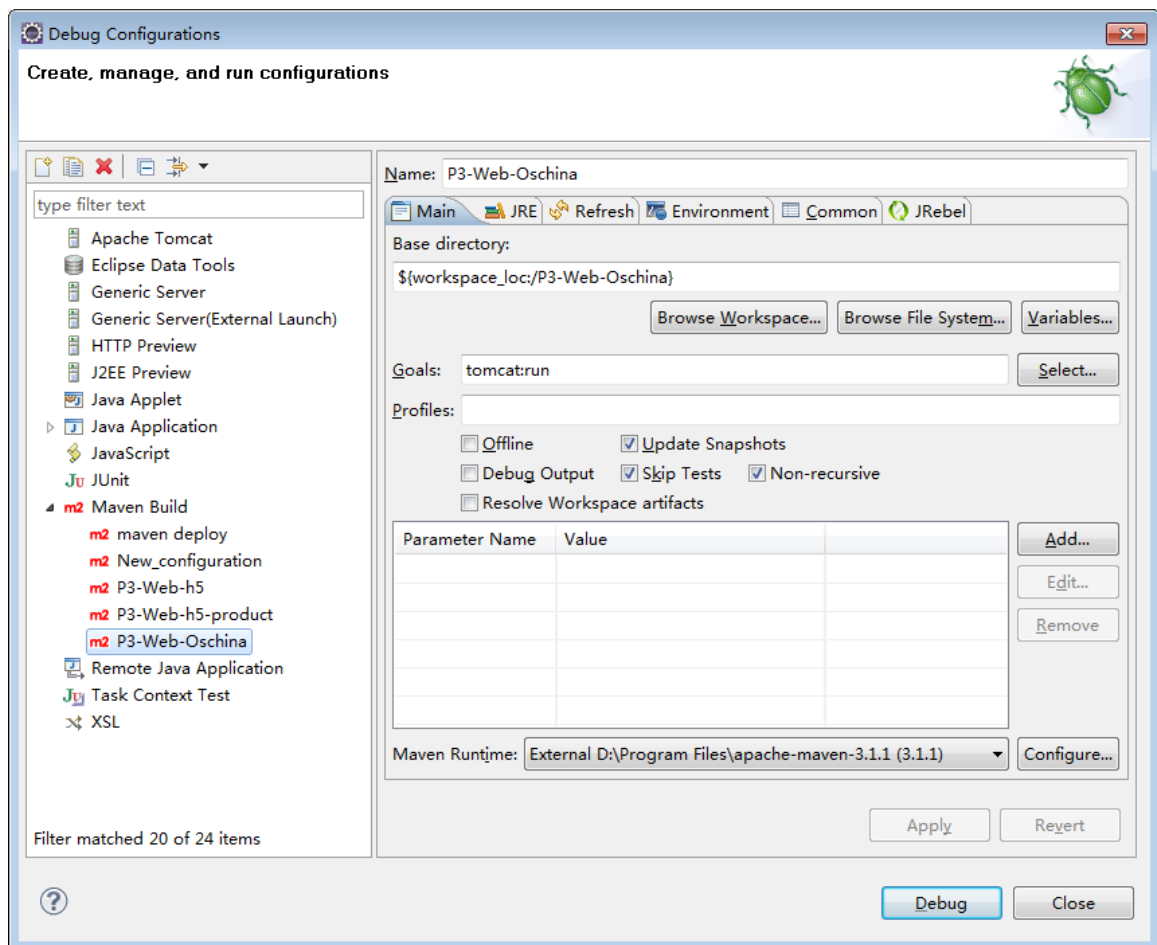 Debug Configurations
Create, manage, and run configurations
type filter text
Apache Tomcat
Eclipse Data Tools
Generic Server
Generic Server(External Launch)
HTTP Preview
J2EE Preview
Java Applet
Java Application
JavaScript
Ju JUnit
m2 Maven Build
m2 maven deploy
m2 New_configuration
m2 P3-Web-h5
m2 P3-Web-h5-product
m2 P3-Web-Oschina
Remote Java Application
Ju Task Context Test
XSL
Filter matched 20 of 24 items
Name: P3-Web-Oschina
Main JRE Refresh Environment Common JRebel
Base directory:
${workspace_loc:/P3-Web-Oschina}
Browse Workspace... Browse File System... Variables...
Goals: tomcat:run Select...
Profiles:
Offline Update Snapshots
Debug Output Skip Tests Non-recursive
Resolve Workspace artifacts
Parameter Name Value Add...
Edit...
Remove
Maven Runtime: External D:\Program Files\apache-maven-3.1.1 (3.1.1) Configure...
Apply Revert
? Debug Close